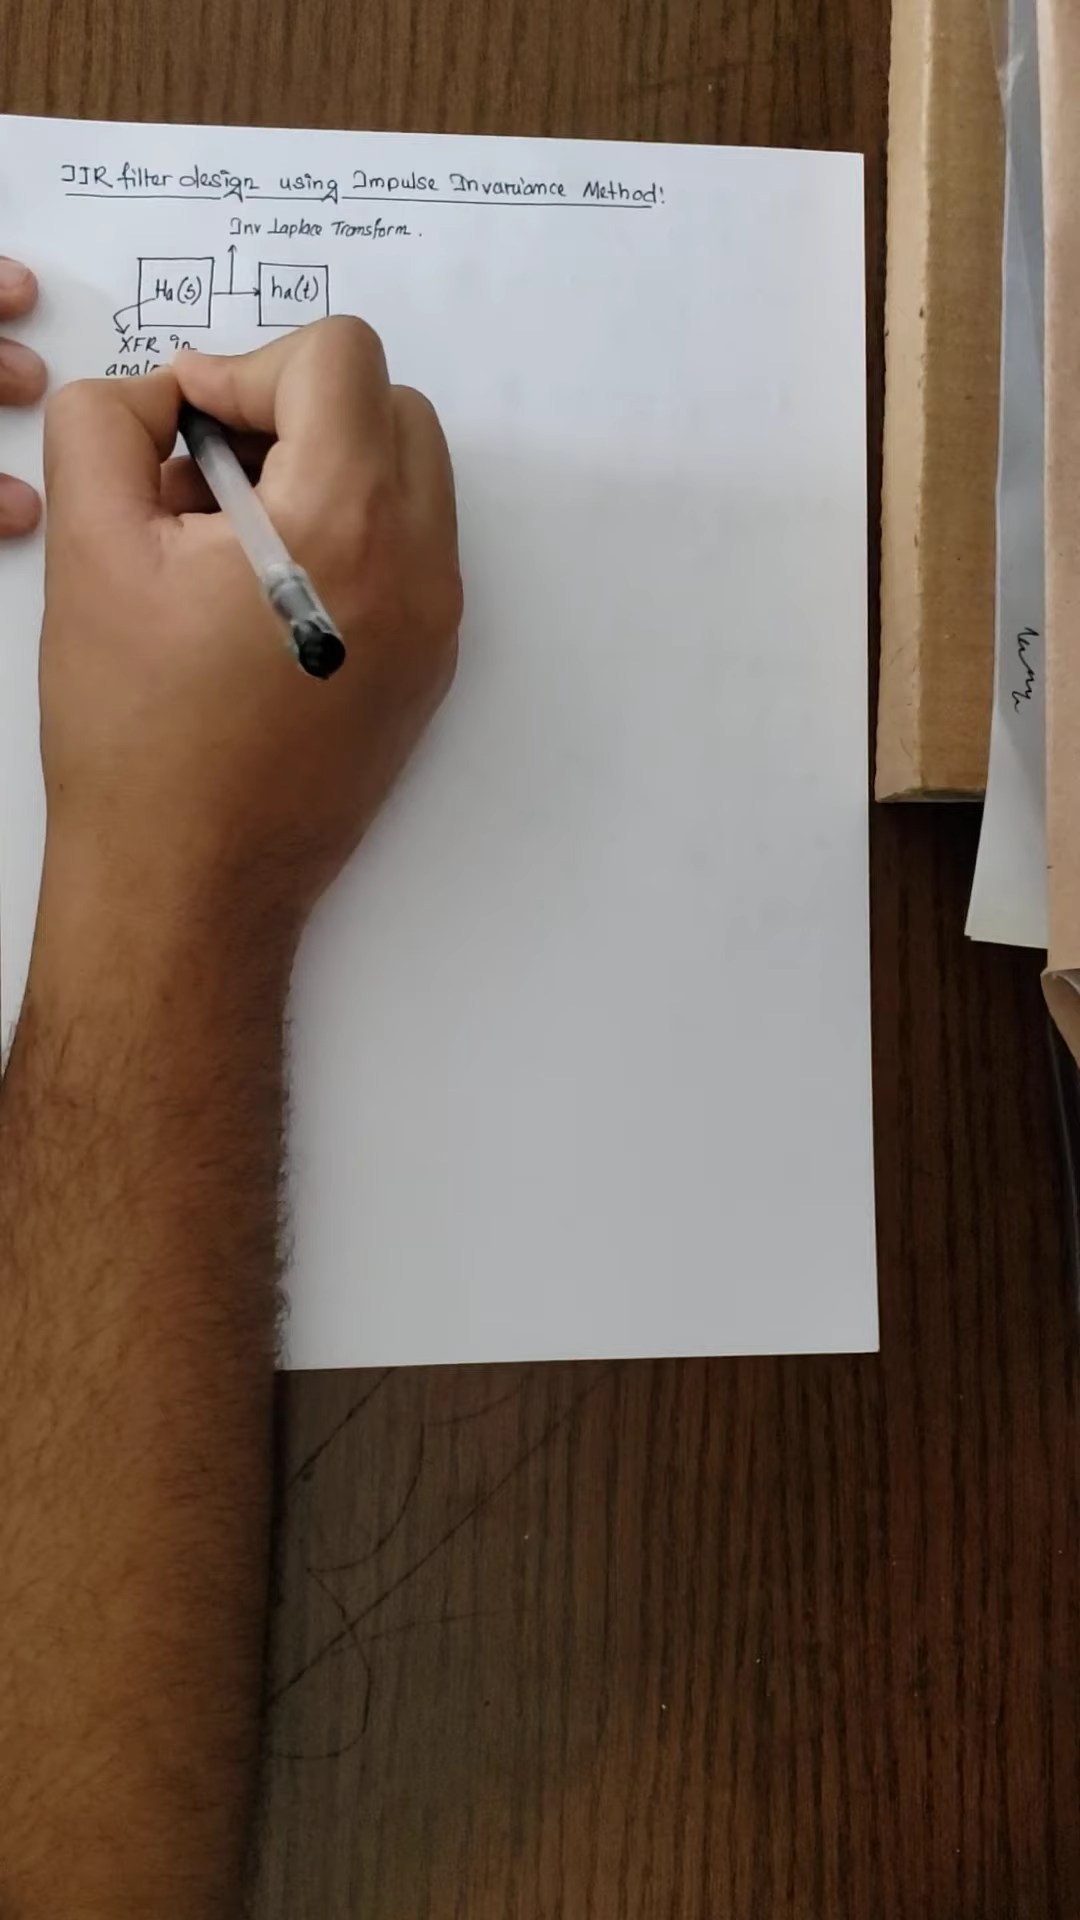 IIR filter design using Impulse Invariance Method:
Inv Laplace Transform.
Ha(s)
ha(t)
XFR in